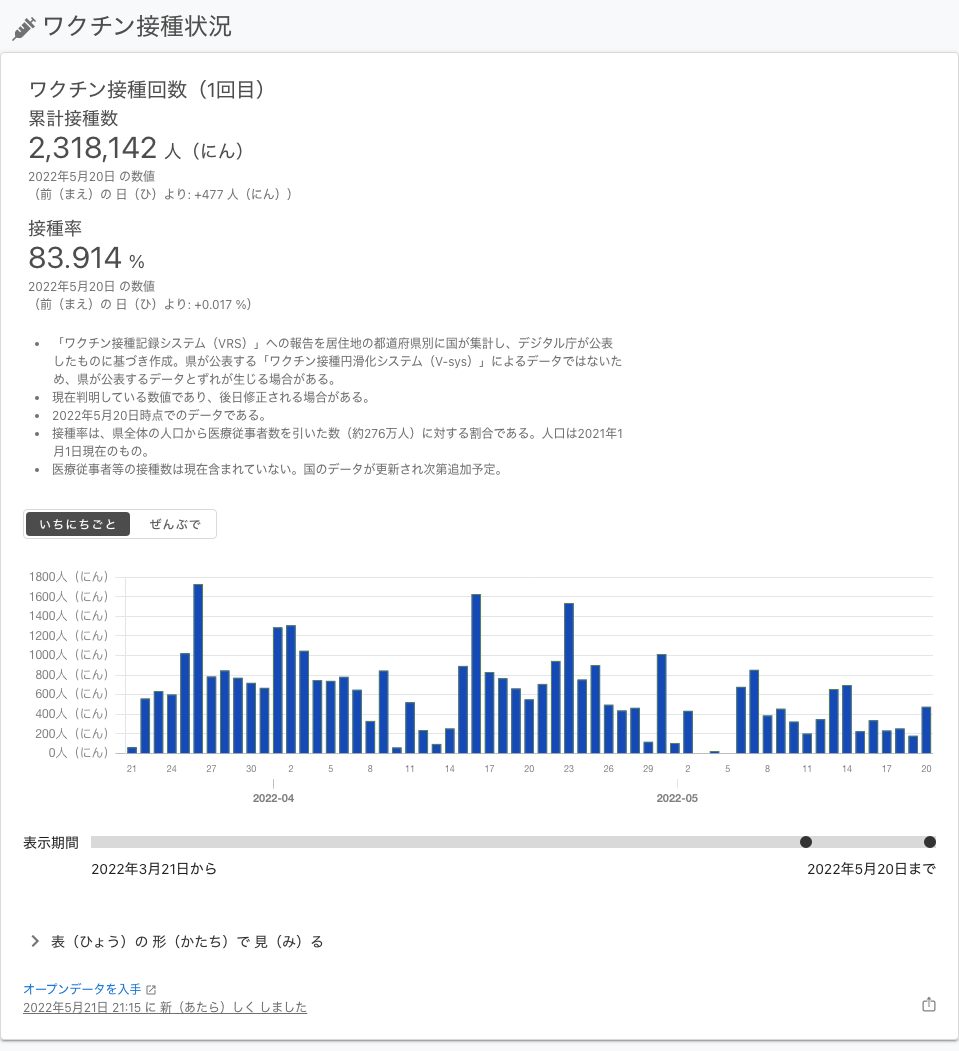 ワクチン接種状況
ワクチン接種回数（1回目）
累計接種数
2,318,142 人（にん）
2022年5月20日 の数値
（前（まえ）の 日（ひ）より: +477 人（にん））
接種率
83.914 %
2022年5月20日 の数値
（前（まえ）の 日（ひ）より: +0.017 %）
• 「ワクチン接種記録システム（VRS）」への報告を居住地の都道府県別に国が集計し、デジタル庁が公表
したものに基づき作成。県が公表する「ワクチン接種円滑化システム（V-sys）」によるデータではないた
め、県が公表するデータとずれが生じる場合がある。
• 現在判明している数値であり、後日修正される場合がある。
• 2022年5月20日時点でのデータである。
• 接種率は、県全体の人口から医療従事者数を引いた数（約276万人）に対する割合である。人口は2021年1
月1日現在のもの。
• 医療従事者等の接種数は現在含まれていない。国のデータが更新され次第追加予定。
いちにちごと ぜんぶで
1800人（にん）
1600人（にん）
1400人（にん）
1200人（にん）
1000人（にん）
800人（にん）
600人（にん）
400人（にん）
200人（にん）
0人（にん）
21 24 27 30 2 5 8 11 14 17 20 23 26 29 2 5 8 11 14 17 20
2022-04 2022-05
表示期間
2022年3月21日から 2022年5月20日まで
表（ひょう）の 形（かたち）で 見（み）る
オープンデータを入手
2022年5月21日 21:15 に 新（あたら）しく しました